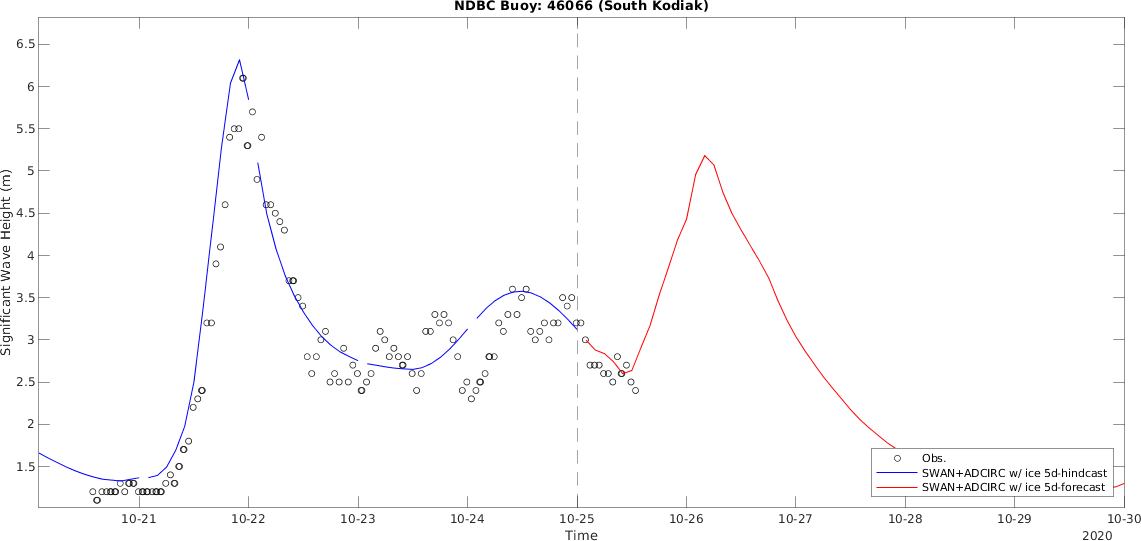 NDBC Buoy: 46066 (South Kodiak)
Significant Wave Height (m)
6.5
6
5.5
5
4.5
4
3.5
3
2.5
2
1.5
Obs.
SWAN+ADCIRC w/ ice 5d-hindcast
SWAN+ADCIRC w/ ice 5d-forecast
10-21 10-22 10-23 10-24 10-25 10-26 10-27 10-28 10-29 10-30
Time
2020